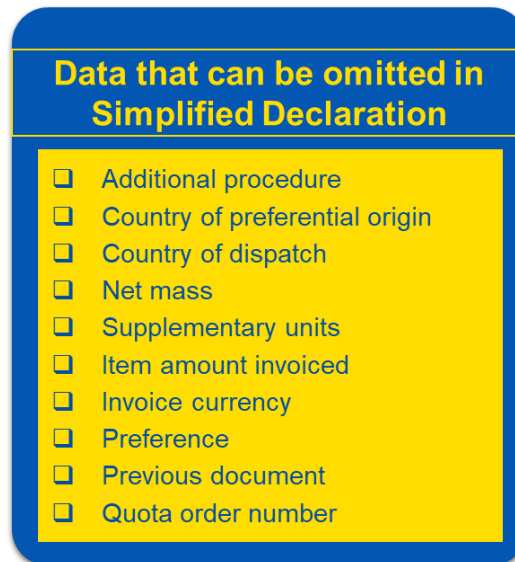 Data that can be omitted in
Simplified Declaration
❑ Additional procedure
❑ Country of preferential origin
❑ Country of dispatch
❑ Net mass
❑ Supplementary units
❑ Item amount invoiced
❑ Invoice currency
❑ Preference
❑ Previous document
❑ Quota order number